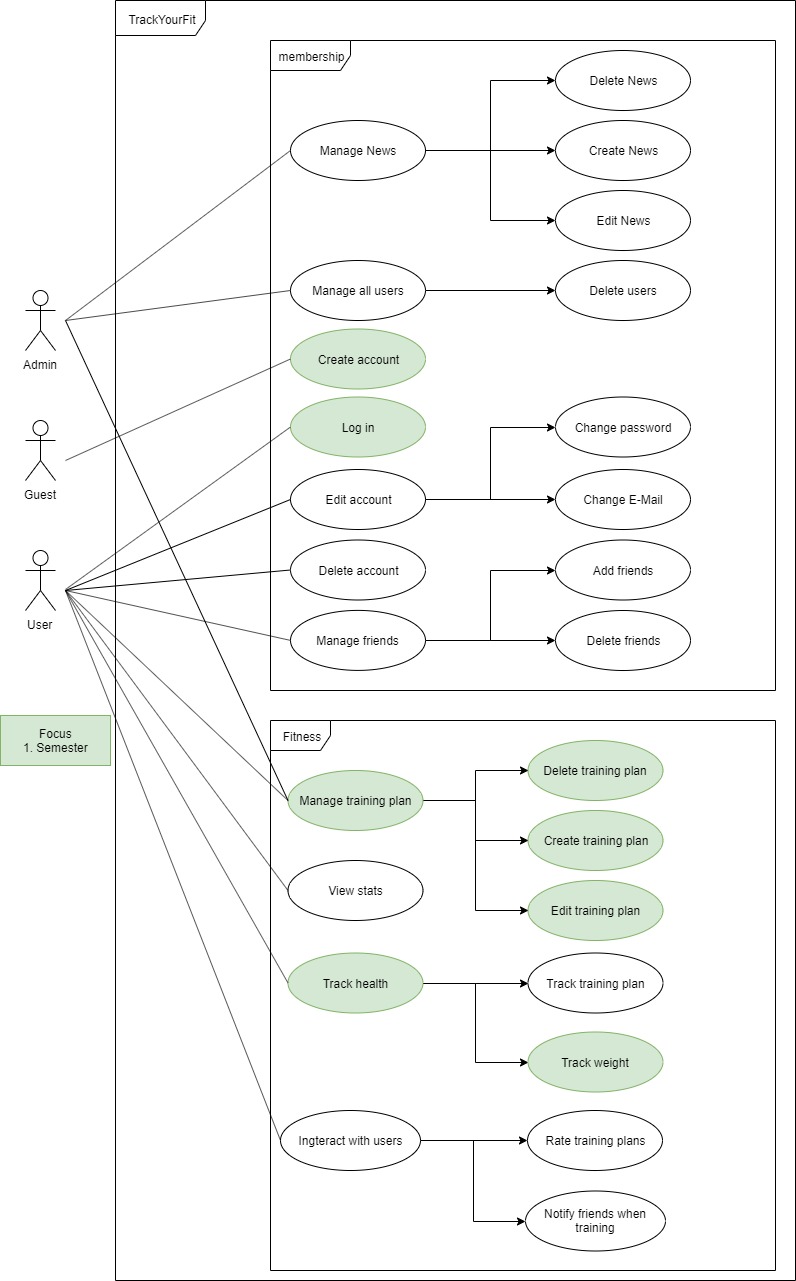 TrackYourFit
membership
Delete News
Manage News
Create News
Edit News
Manage all users
Delete users
Admin
Create account
Guest
Log in
Change password
Edit account
Change E-Mail
User
Delete account
Add friends
Manage friends
Delete friends
Focus
1. Semester
Fitness
Delete training plan
Manage training plan
Create training plan
View stats
Edit training plan
Track health
Track training plan
Track weight
Ingteract with users
Rate training plans
Notify friends when
training